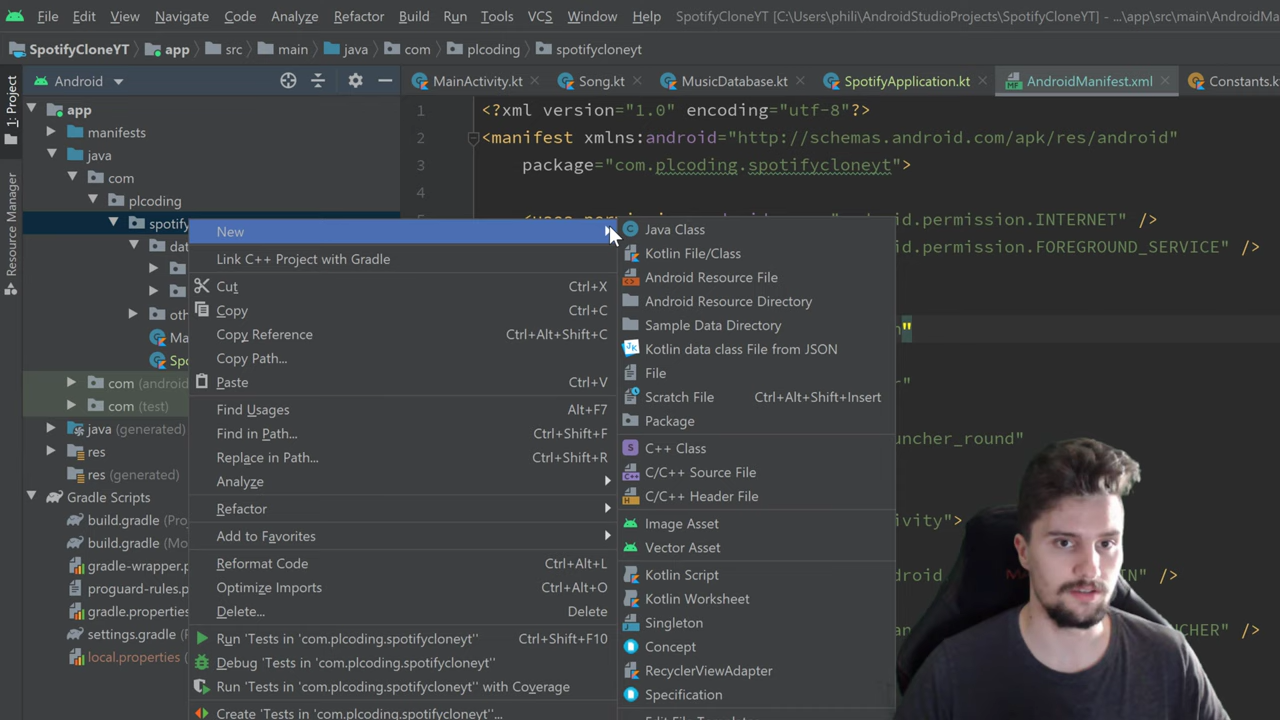 File Edit View Navigate Code Analyze Refactor Build Run Tools VCS Window Help SpotifyCloneYT [C:\Users\phili\AndroidStudioProjects\SpotifyCloneYT] - ...\app\src\main\AndroidMa
SpotifyCloneYT app src main java com plcoding spotifycloneyt
Android MainActivity.kt Song.kt MusicDatabase.kt SpotifyApplication.kt AndroidManifest.xml Constants.k
1: Project
Resource Manager
app
manifests
java
com
plcoding
spotify
dat
oth
Ma
Spo
com (android
com (test)
java (generated)
res
res (generated)
Gradle Scripts
build.gradle (Pro
build.gradle (Mo
gradle-wrapper.p
proguard-rules.p
gradle.properties
settings.gradle (
local.properties
1 <?xml version="1.0" encoding="utf-8"?>
2 <manifest xmlns:android="http://schemas.android.com/apk/res/android"
3 package="com.plcoding.spotifycloneyt">
4
d.permission.INTERNET" />
d.permission.FOREGROUND_SERVICE" />
"
r"
uncher_round"
ivity">
ndroid IN" />
an UNCHER" />
New
Link C++ Project with Gradle
Cut Ctrl+X
Copy Ctrl+C
Copy Reference Ctrl+Alt+Shift+C
Copy Path...
Paste Ctrl+V
Find Usages Alt+F7
Find in Path... Ctrl+Shift+F
Replace in Path... Ctrl+Shift+R
Analyze
Refactor
Add to Favorites
Reformat Code Ctrl+Alt+L
Optimize Imports Ctrl+Alt+O
Delete... Delete
Run 'Tests in 'com.plcoding.spotifycloneyt'' Ctrl+Shift+F10
Debug 'Tests in 'com.plcoding.spotifycloneyt''
Run 'Tests in 'com.plcoding.spotifycloneyt'' with Coverage
Create 'Tests in 'com.plcoding.spotifycloneyt''...
Java Class
Kotlin File/Class
Android Resource File
Android Resource Directory
Sample Data Directory
Kotlin data class File from JSON
File
Scratch File Ctrl+Alt+Shift+Insert
Package
C++ Class
C/C++ Source File
C/C++ Header File
Image Asset
Vector Asset
Kotlin Script
Kotlin Worksheet
Singleton
Concept
RecyclerViewAdapter
Specification